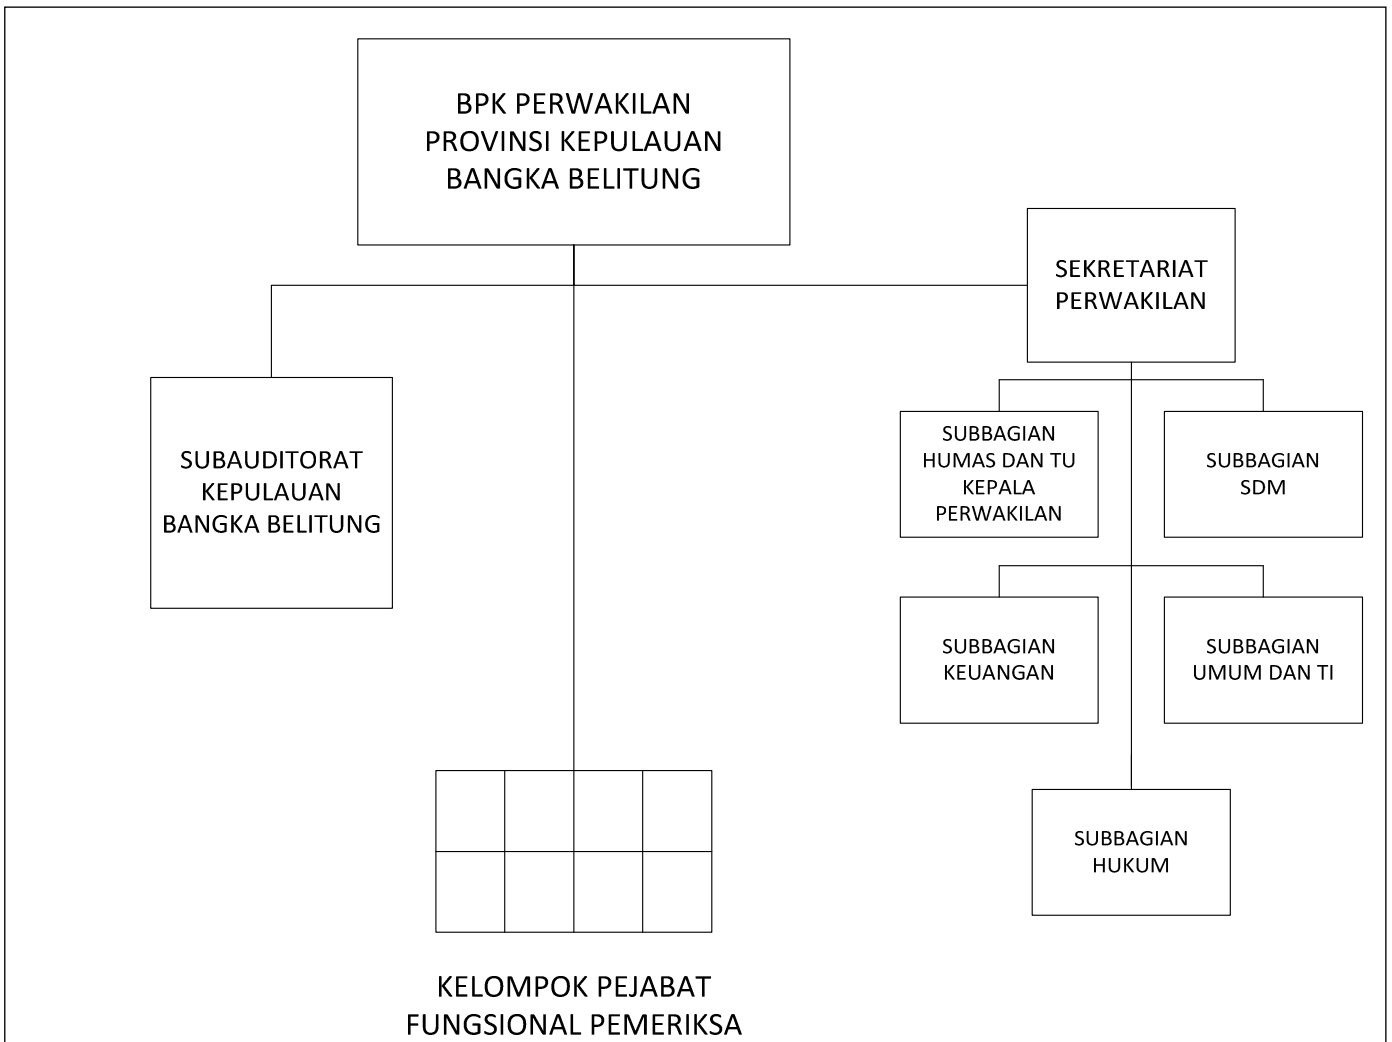 BPK PERWAKILAN
PROVINSI KEPULAUAN
BANGKA BELITUNG
SEKRETARIAT
PERWAKILAN
SUBAUDITORAT
KEPULAUAN
BANGKA BELITUNG
SUBBAGIAN
HUMAS DAN TU
KEPALA
PERWAKILAN
SUBBAGIAN
SDM
SUBBAGIAN
KEUANGAN
SUBBAGIAN
UMUM DAN TI
SUBBAGIAN
HUKUM
KELOMPOK PEJABAT
FUNGSIONAL PEMERIKSA